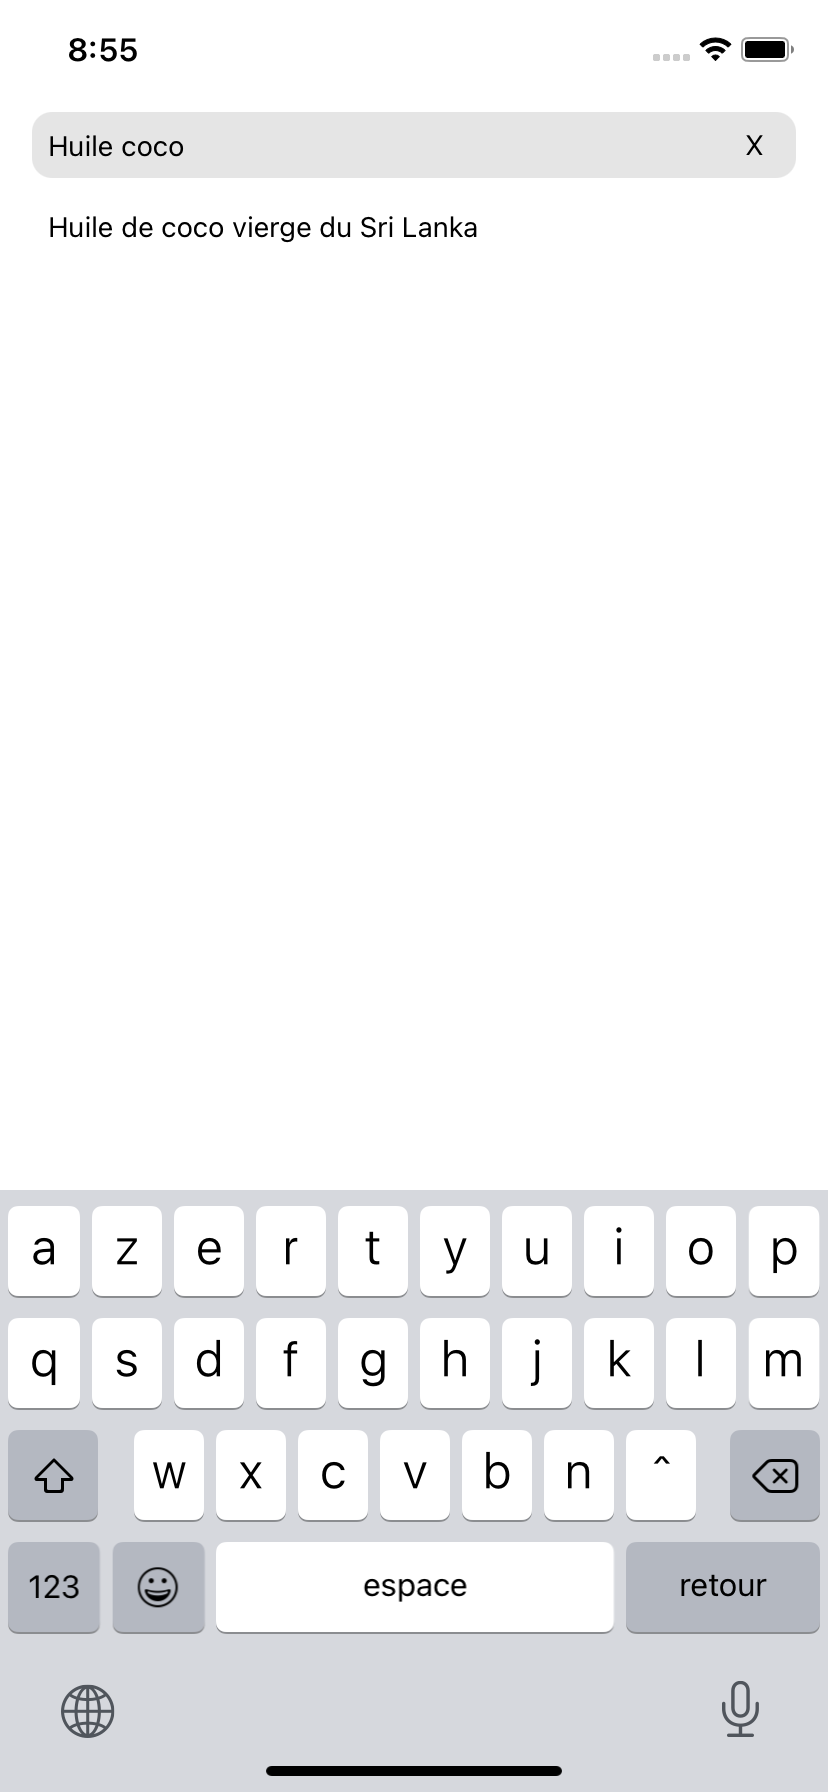 8:55
Huile coco X
Huile de coco vierge du Sri Lanka
a z e r t y u i o p
q s d f g h j k l m
w x c v b n ^
123 espace retour